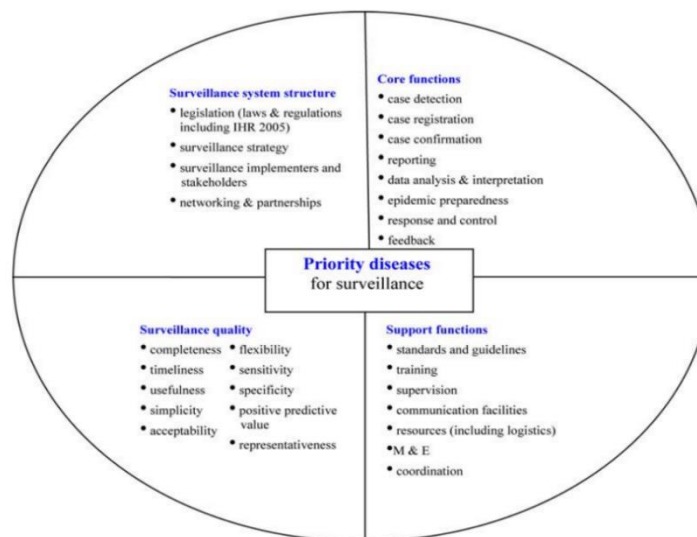 Surveillance system structure
• legislation (laws & regulations
including IHR 2005)
• surveillance strategy
• surveillance implementers and
stakeholders
• networking & partnerships
Core functions
• case detection
• case registration
• case confirmation
• reporting
• data analysis & interpretation
• epidemic preparedness
• response and control
• feedback
Priority diseases
for surveillance
Surveillance quality
• completeness
• timeliness
• usefulness
• simplicity
• acceptability
• flexibility
• sensitivity
• specificity
• positive predictive
value
• representativeness
Support functions
• standards and guidelines
• training
• supervision
• communication facilities
• resources (including logistics)
•M & E
• coordination